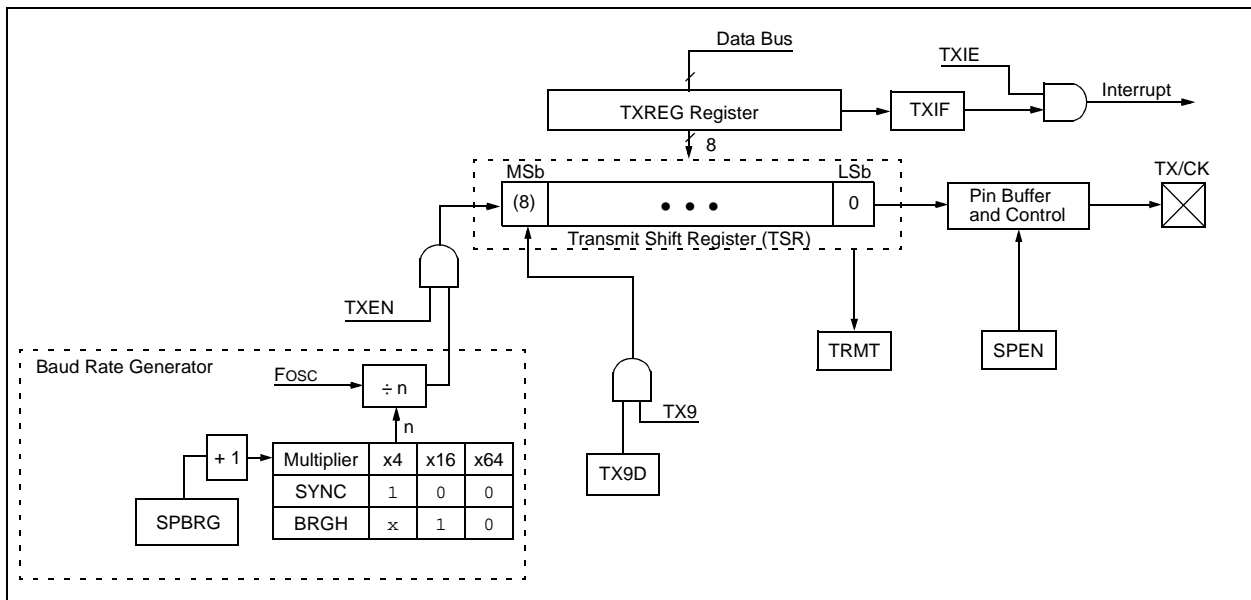 Data Bus
TXIE
Interrupt
TXREG Register
TXIF
8
MSb
LSb
TX/CK
(8)
• • •
0
Pin Buffer
and Control
Transmit Shift Register (TSR)
TXEN
TRMT
SPEN
Baud Rate Generator
FOSC
÷ n
n
TX9
+ 1
Multiplier x4 x16 x64
TX9D
SYNC 1 0 0
SPBRG
BRGH x 1 0